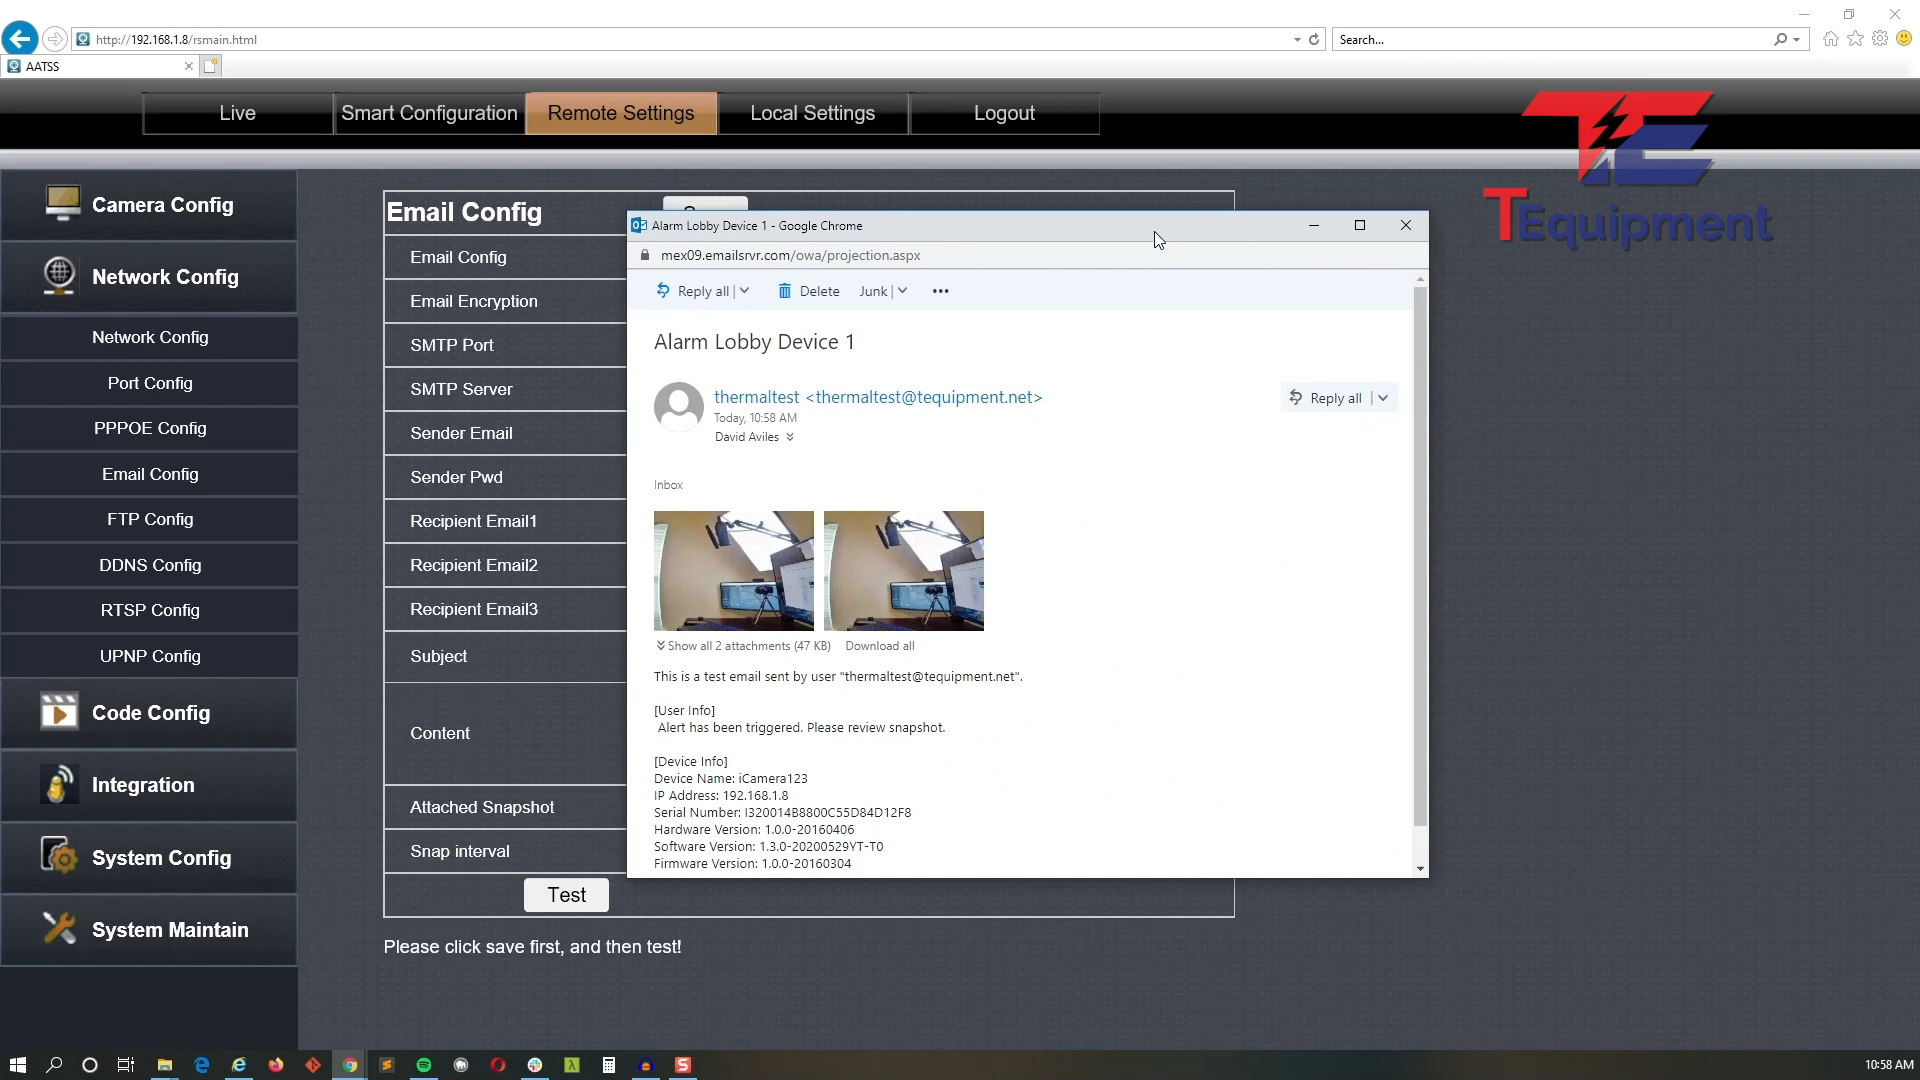 http://192.168.1.8/rsmain.html
Search...
AATSS
Live
Smart Configuration
Remote Settings
Local Settings
Logout
TEquipment
Camera Config
Network Config
Network Config
Port Config
PPPOE Config
Email Config
FTP Config
DDNS Config
RTSP Config
UPNP Config
Code Config
Integration
System Config
System Maintain
Email Config
Email Config
Email Encryption
SMTP Port
SMTP Server
Sender Email
Sender Pwd
Recipient Email1
Recipient Email2
Recipient Email3
Subject
Content
Attached Snapshot
Snap interval
Test
Please click save first, and then test!
Alarm Lobby Device 1 - Google Chrome
mex09.emailsrvr.com/owa/projection.aspx
Reply all
Delete
Junk
Alarm Lobby Device 1
thermaltest <thermaltest@tequipment.net>
Today, 10:58 AM
David Aviles
Reply all
Inbox
Show all 2 attachments (47 KB)
Download all
This is a test email sent by user "thermaltest@tequipment.net".
[User Info]
Alert has been triggered. Please review snapshot.
[Device Info]
Device Name: iCamera123
IP Address: 192.168.1.8
Serial Number: I320014B8800C55D84D12F8
Hardware Version: 1.0.0-20160406
Software Version: 1.3.0-20200529YT-T0
Firmware Version: 1.0.0-20160304
10:58 AM